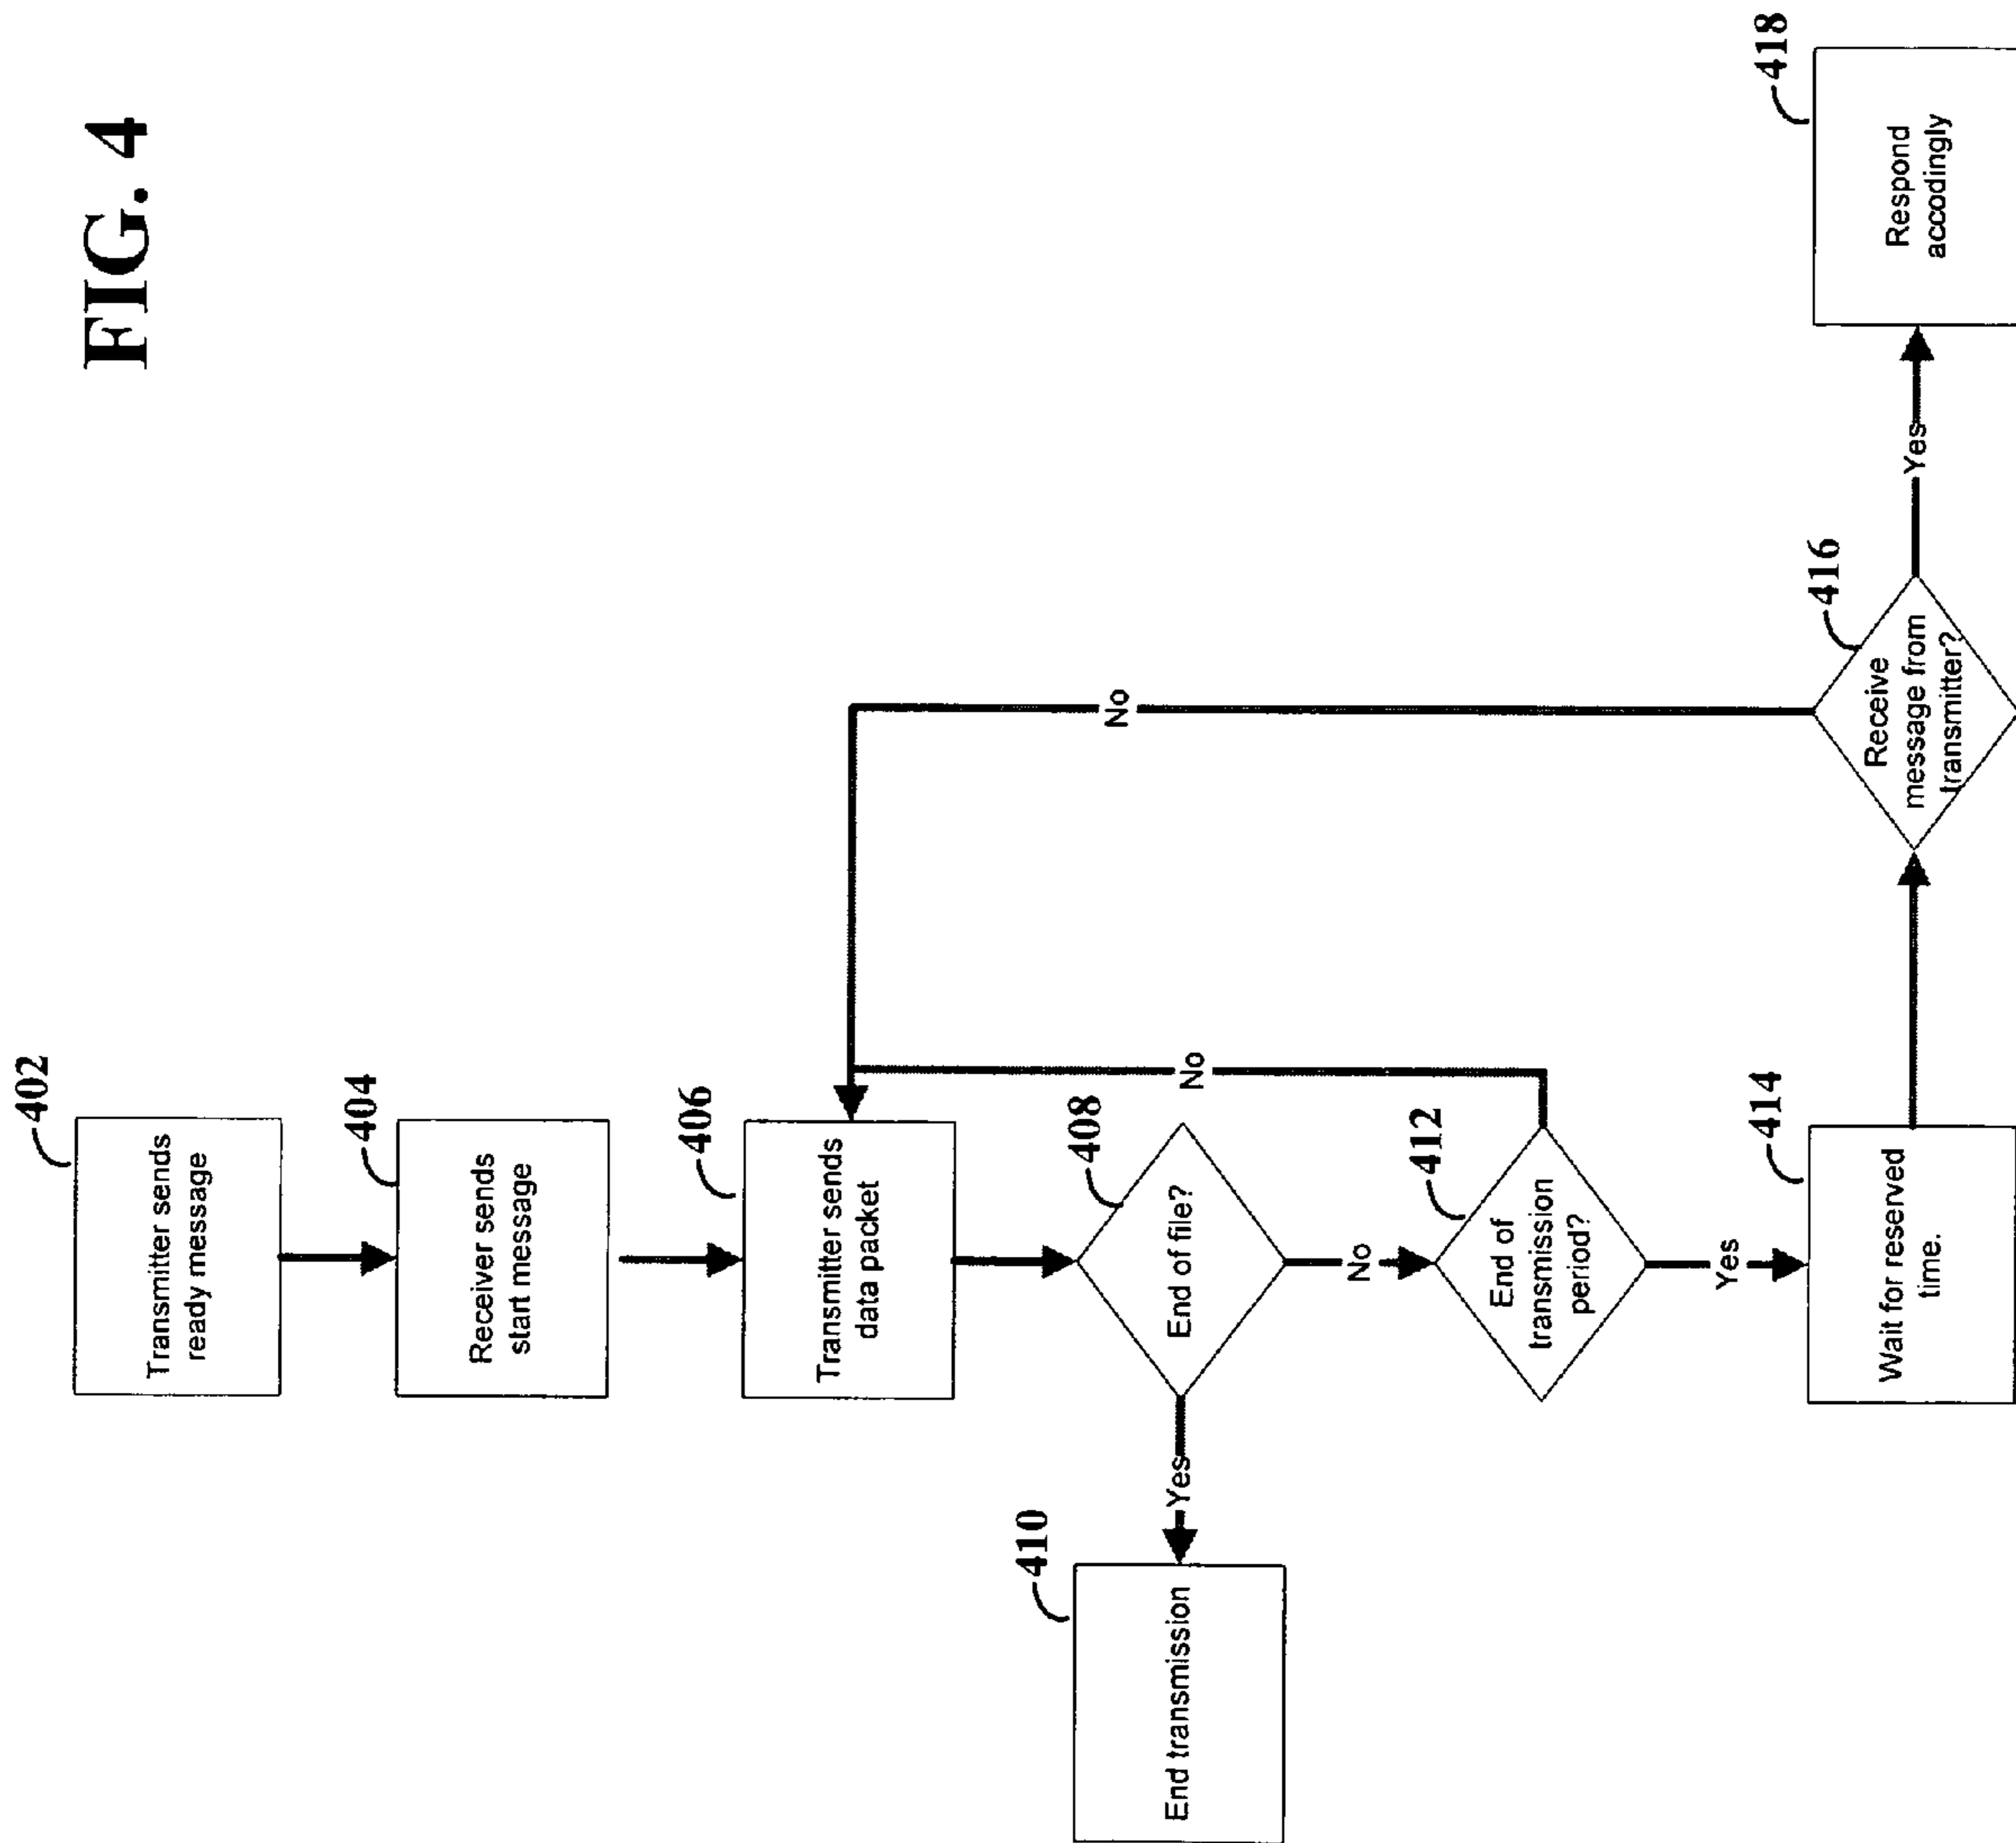 FIG. 4
402
Transmitter sends
ready message
404
Receiver sends
start message
406
Transmitter sends
data packet
408
End of file?
Yes
410
End transmission
No
412
End of
transmission
period?
No
Yes
414
Wait for reserved
time.
416
Receive
message from
transmitter?
No
Yes
418
Respond
accodingly